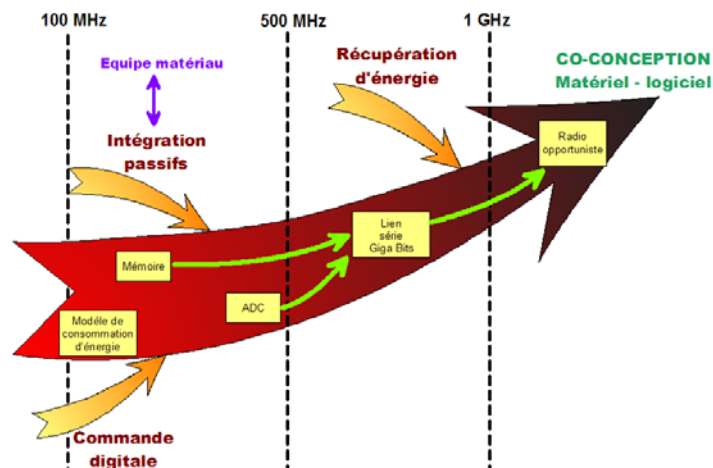 100 MHz
500 MHz
1 GHz
Equipe matériau
Récupération
d'énergie
CO-CONCEPTION
Matériel - logiciel
Intégration
passifs
Radio
opportuniste
Lien
série
Giga Bits
Mémoire
ADC
Modéle de
consommation
d'énergie
Commande
digitale